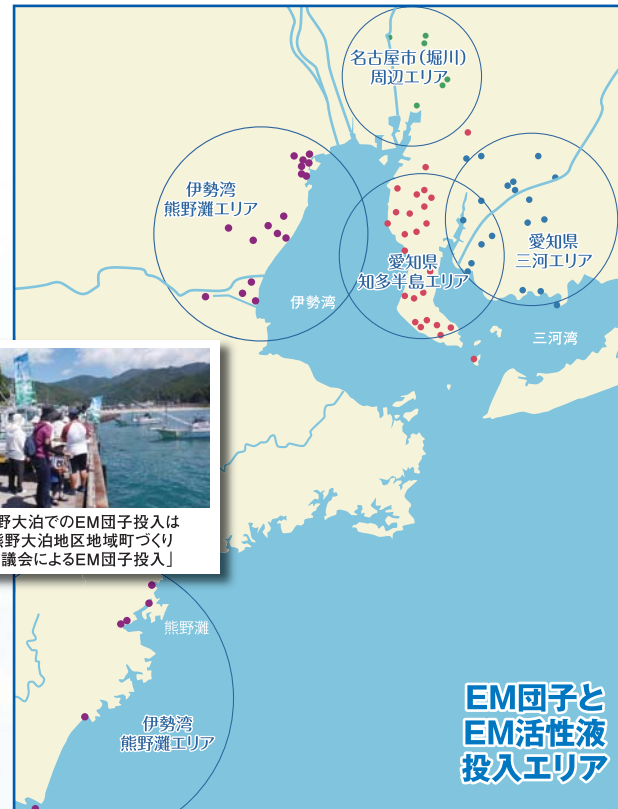 名古屋市(堀川)
周辺エリア
伊勢湾
熊野灘エリア
愛知県
三河エリア
愛知県
知多半島エリア
伊勢湾
三河湾
野大泊でのEM団子投入は
熊野大泊地区地域町づくり
議会によるEM団子投入」
熊野灘
伊勢湾
熊野灘エリア
EM団子と
EM活性液
投入エリア